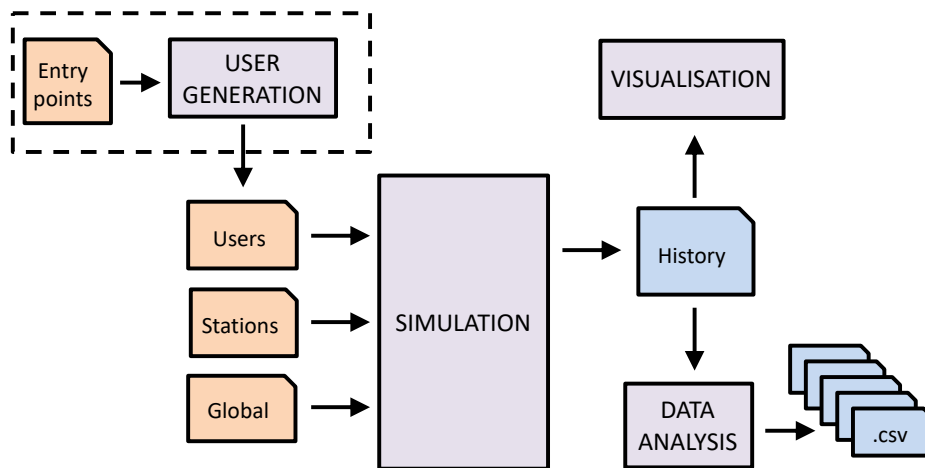 Entry
points
USER
GENERATION
VISUALISATION
Users
Stations
Global
SIMULATION
History
DATA
ANALYSIS
.csv